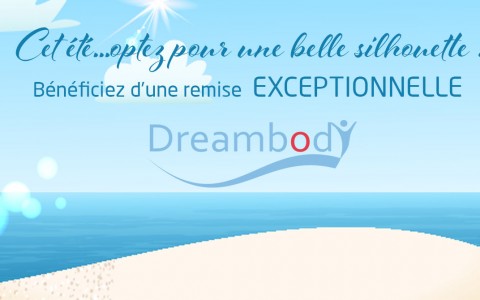 Cet été...optez pour une belle silhouette !
Bénéficiez d'une remise EXCEPTIONNELLE
Dreambody